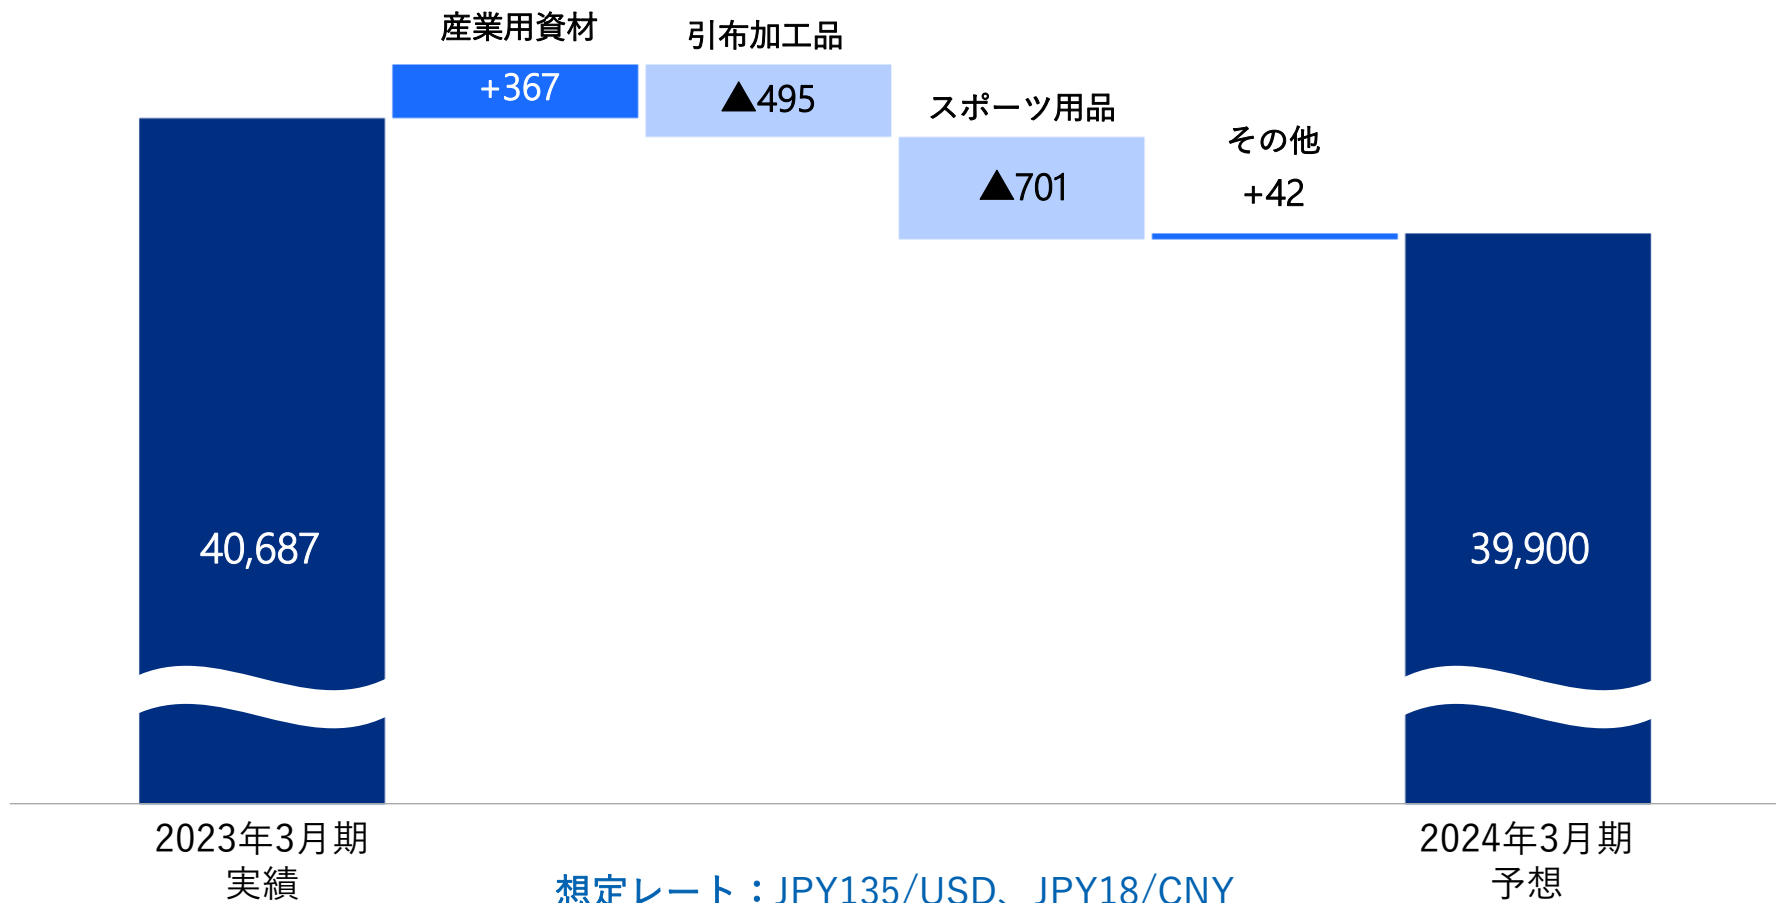 産業用資材
+367
引布加工品
▲495
スポーツ用品
▲701
その他
+42
40,687
39,900
2023年3月期
実績
2024年3月期
予想
想定レート：JPY135/USD、JPY18/CNY